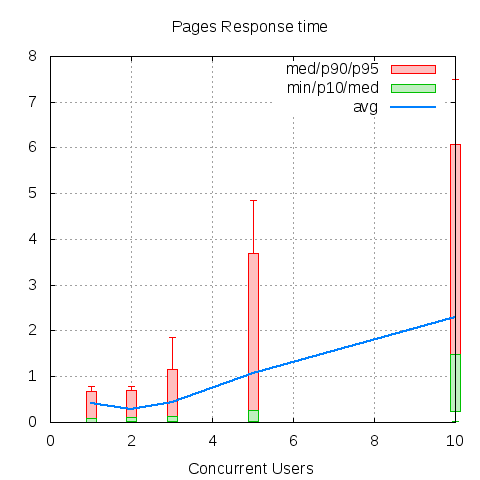 Pages Response time
8
7
6
5
4
3
2
1
0
med/p90/p95
min/p10/med
avg
0 2 4 6 8 10
Concurrent Users